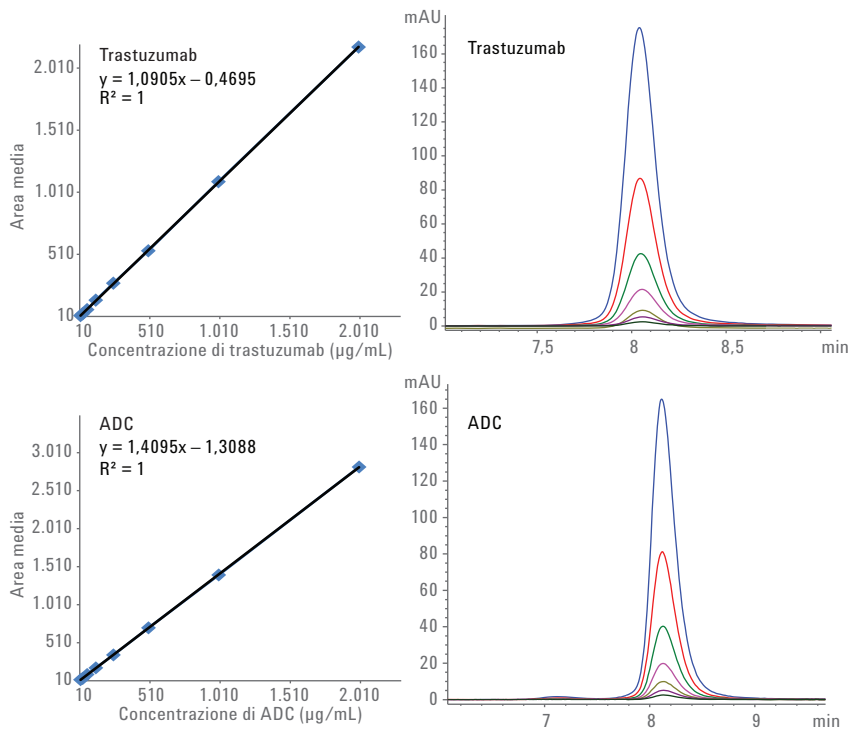 Trastuzumab
y = 1,0905x – 0,4695
R² = 1
Area media
2.010
1.510
1.010
510
10
10 510 1.010 1.510 2.010
Concentrazione di trastuzumab (µg/mL)
mAU
Trastuzumab
160
140
120
100
80
60
40
20
0
7,5 8 8,5 min
ADC
y = 1,4095x – 1,3088
R² = 1
Area media
3.010
2.510
2.010
1.510
1.010
510
10
10 510 1.010 1.510 2.010
Concentrazione di ADC (µg/mL)
mAU
ADC
160
140
120
100
80
60
40
20
0
7 8 9 min